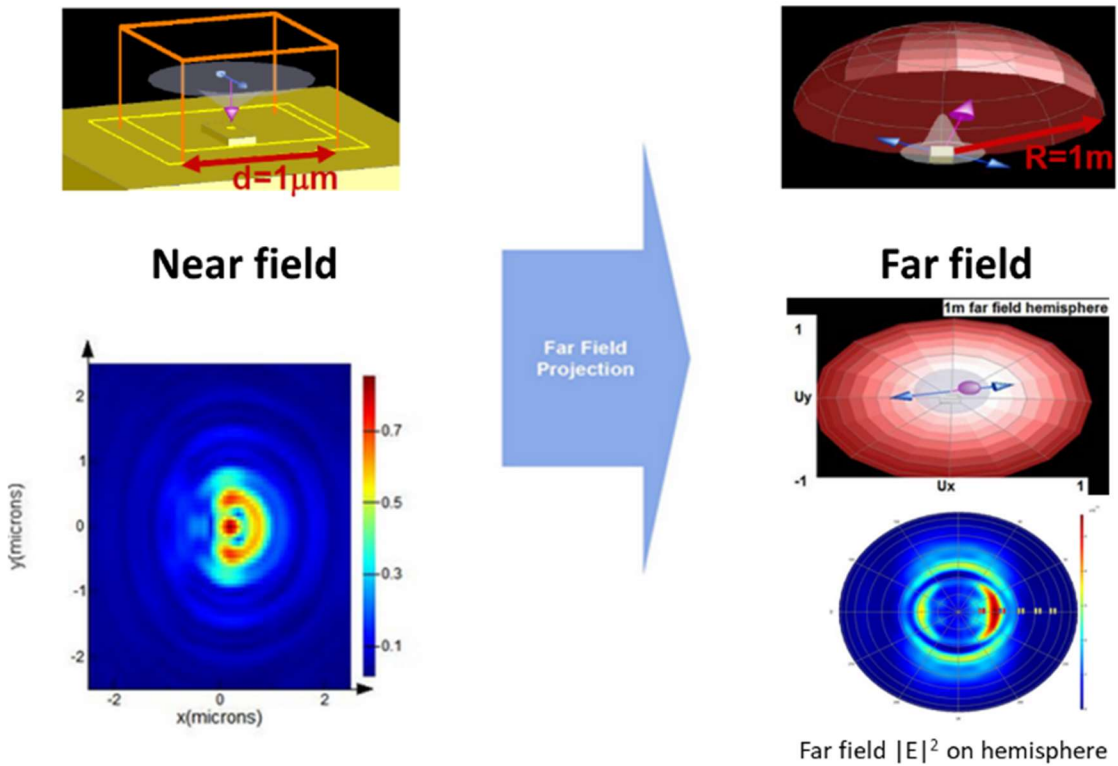 d=1μm
R=1m
Near field
Far field
Far Field
Projection
1m far field hemisphere
1
Uy
-1
Ux
1
y(microns)
2
1
0
-1
-2
-2
0
2
x(microns)
0.7
0.5
0.3
0.1
Far field |E|² on hemisphere